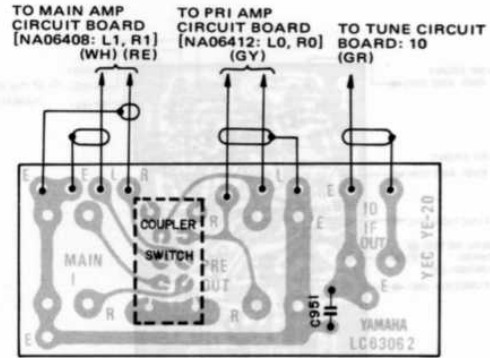 TO MAIN AMP
CIRCUIT BOARD
[NA06408: L1, R1]
(WH) (RE)
TO PRI AMP
CIRCUIT BOARD
[NA06412: L0, R0]
(GY)
TO TUNE CIRCUIT
BOARD: 10
(GR)
E E L R L E
COUPLER
SWITCH
R
E
10
IF
OUT
MAIN
I
PRE
OUT
E
R R
E
C951
YEC YE-20
YAMAHA
LC63062